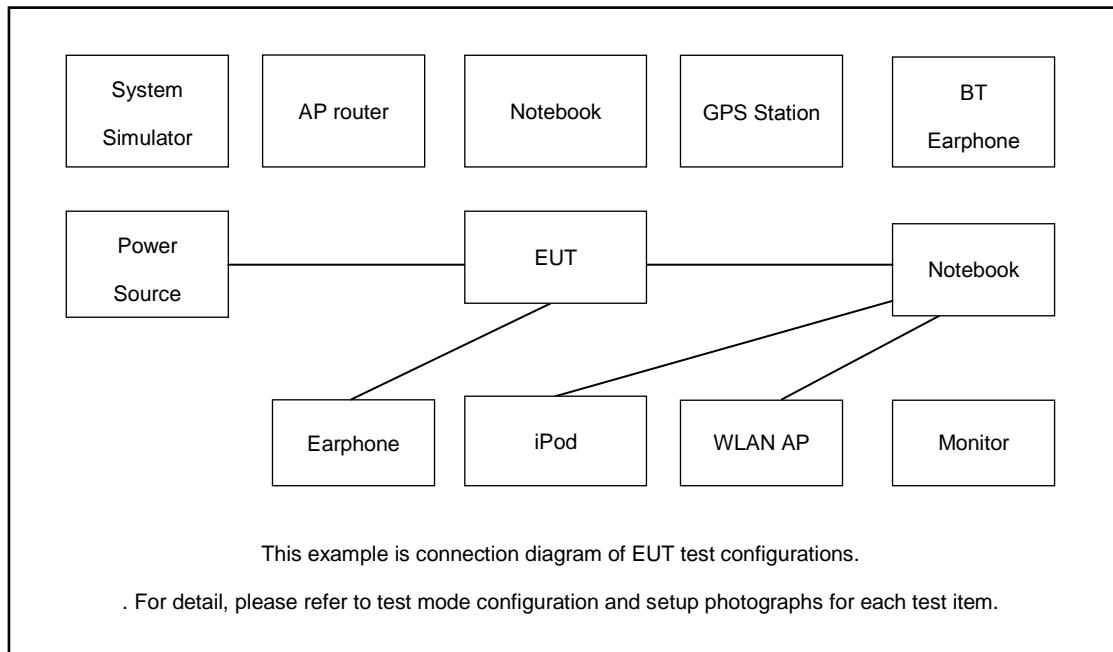 System
Simulator
AP router
Notebook
GPS Station
BT
Earphone
Power
Source
EUT
Notebook
Earphone
iPod
WLAN AP
Monitor
This example is connection diagram of EUT test configurations.
. For detail, please refer to test mode configuration and setup photographs for each test item.